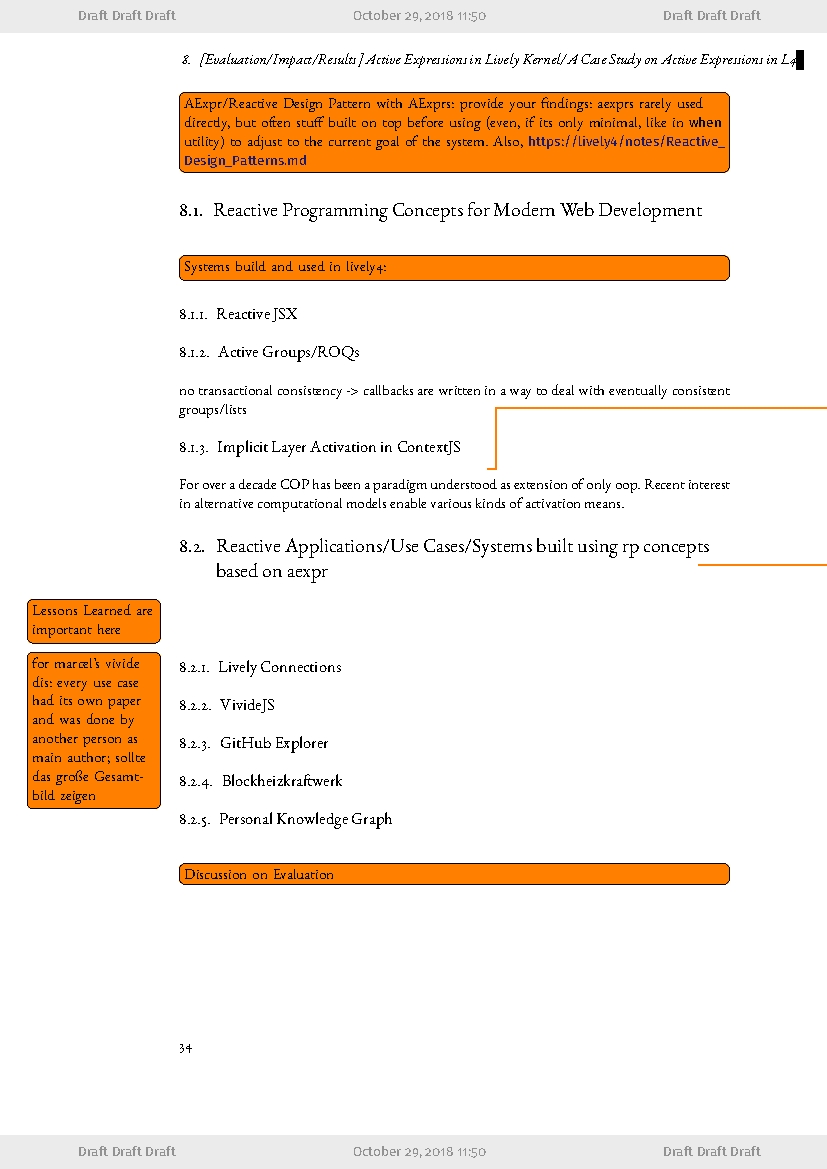 Draft Draft Draft October 29, 2018 11:50 Draft Draft Draft
8. [Evaluation/Impact/Results] Active Expressions in Lively Kernel/ A Case Study on Active Expressions in L4
AExpr/Reactive Design Pattern with AExprs: provide your findings: aexprs rarely used
directly, but often stuff built on top before using (even, if its only minimal, like in when
utility) to adjust to the current goal of the system. Also, https://lively4/notes/Reactive_
Design_Patterns.md
8.1. Reactive Programming Concepts for Modern Web Development
Systems build and used in lively4:
8.1.1. Reactive JSX
8.1.2. Active Groups/ROQs
no transactional consistency -> callbacks are written in a way to deal with eventually consistent
groups/lists
8.1.3. Implicit Layer Activation in ContextJS
For over a decade COP has been a paradigm understood as extension of only oop. Recent interest
in alternative computational models enable various kinds of activation means.
8.2. Reactive Applications/Use Cases/Systems built using rp concepts
based on aexpr
Lessons Learned are
important here
for marcel's vivide
dis: every use case
had its own paper
and was done by
another person as
main author; sollte
das große Gesamt-
bild zeigen
8.2.1. Lively Connections
8.2.2. VivideJS
8.2.3. GitHub Explorer
8.2.4. Blockheizkraftwerk
8.2.5. Personal Knowledge Graph
Discussion on Evaluation
34
Draft Draft Draft October 29, 2018 11:50 Draft Draft Draft